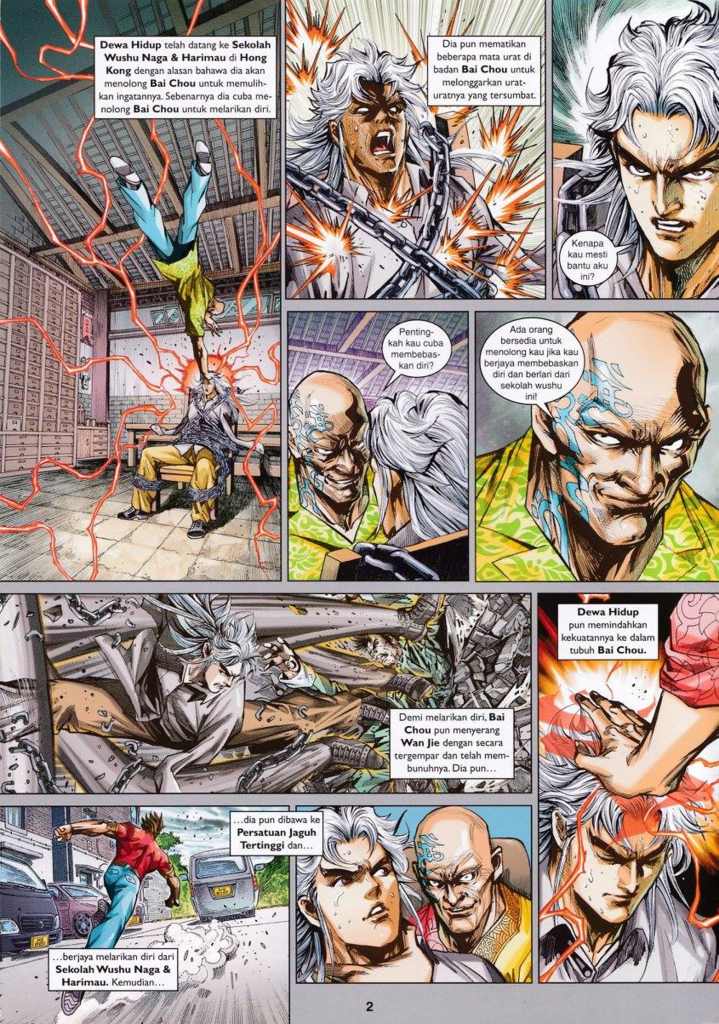 Dewa Hidup telah datang ke Sekolah
Wushu Naga & Harimau di Hong
Kong dengan alasan bahawa dia akan
menolong Bai Chou untuk memulih-
kan ingatannya. Sebenarnya dia cuba me-
nolong Bai Chou untuk melarikan diri.
Dia pun mematikan
beberapa mata urat di
badan Bai Chou untuk
melonggarkan urat-
uratnya yang tersumbat.
Kenapa
kau mesti
bantu aku
ini?
Penting-
kah kau cuba
membebas-
kan diri?
Ada orang
bersedia untuk
menolong kau jika kau
berjaya membebaskan
diri dan berlari dari
sekolah wushu
ini!
Demi melarikan diri, Bai
Chou pun menyerang
Wan Jie dengan secara
tergempar dan telah mem-
bunuhnya. Dia pun...
Dewa Hidup
pun memindahkan
kekuatannya ke dalam
tubuh Bai Chou.
...berjaya melarikan diri dari
Sekolah Wushu Naga &
Harimau. Kemudian...
...dia pun dibawa ke
Persatuan Jaguh
Tertinggi dan...
2